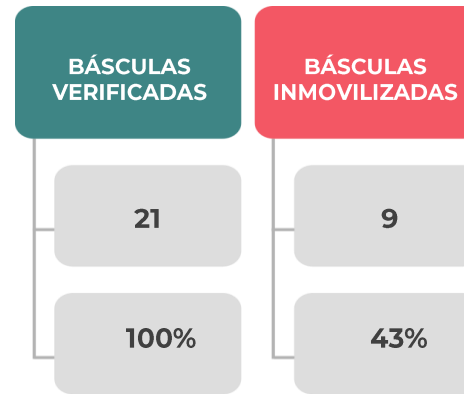 BÁSCULAS
VERIFICADAS
21
100%
BÁSCULAS
INMOVILIZADAS
9
43%